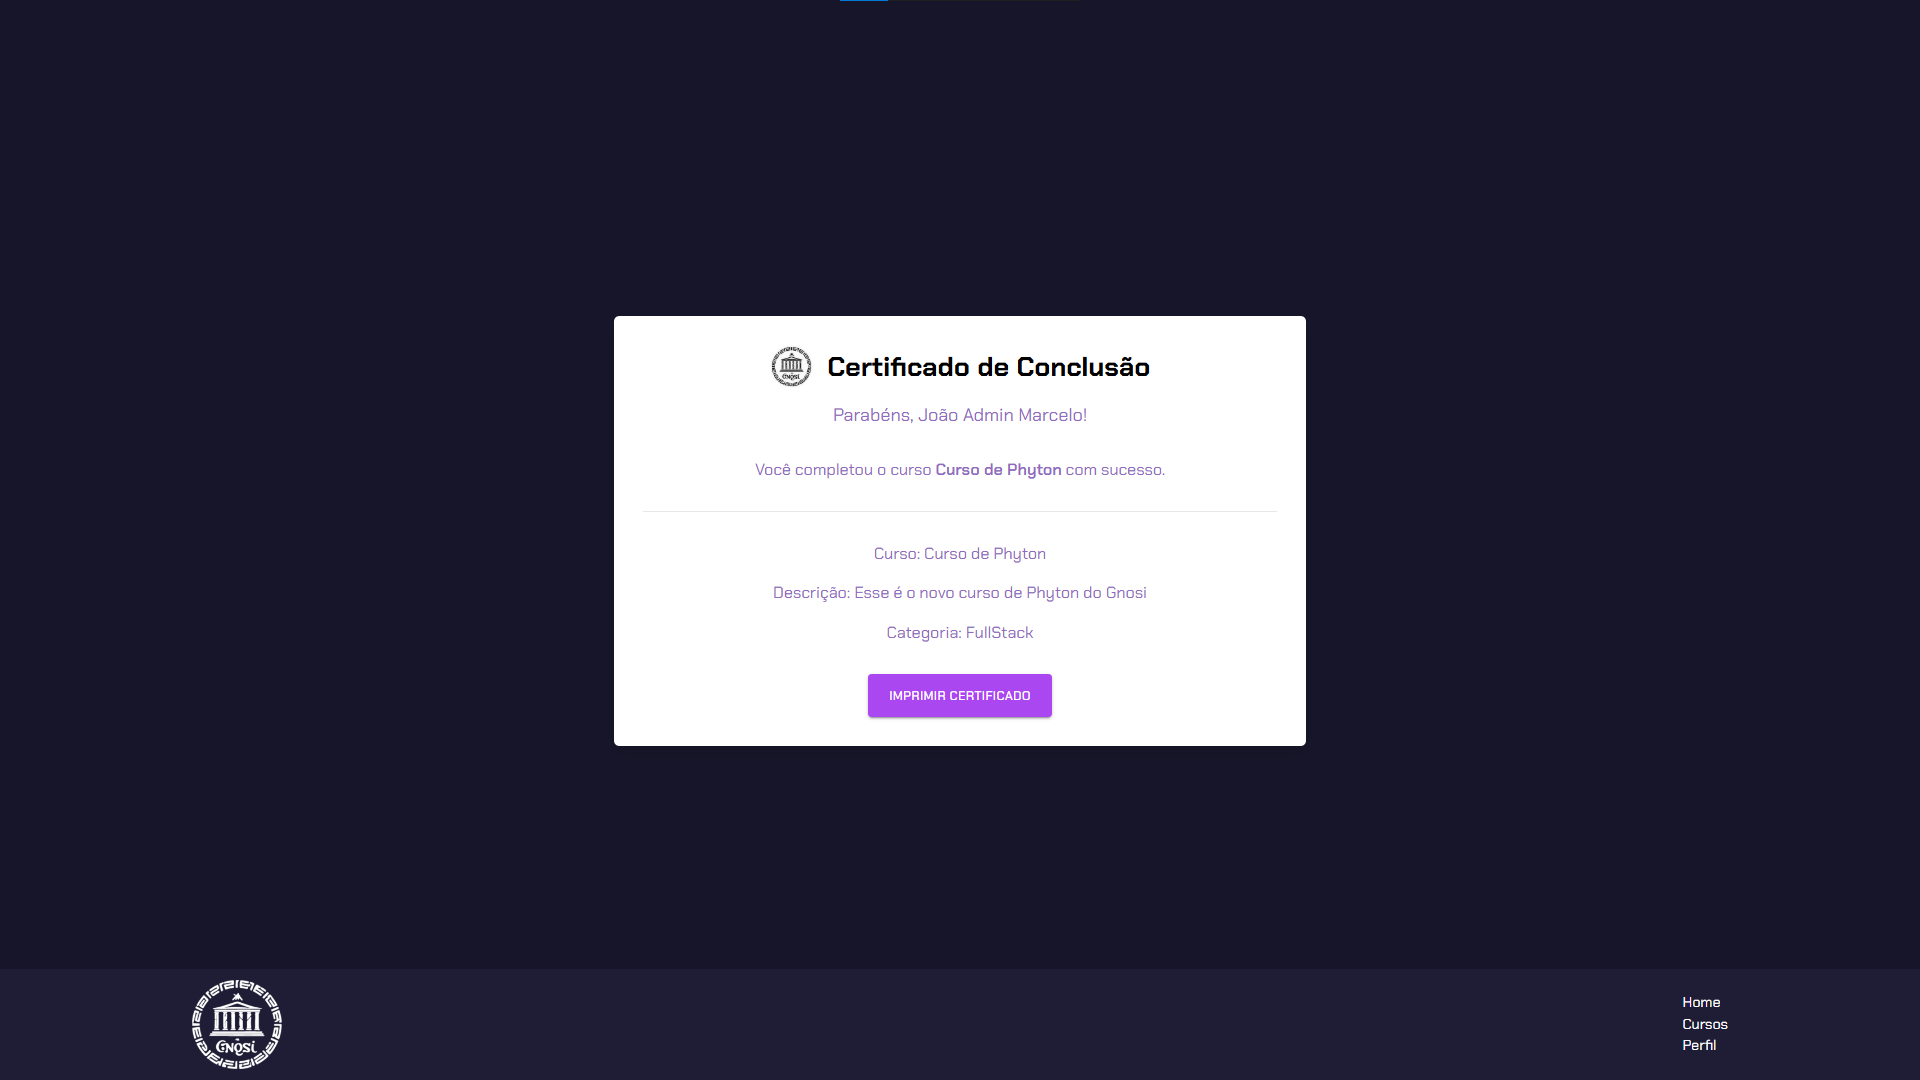 GNOSI
Certificado de Conclusão
Parabéns, João Admin Marcelo!
Você completou o curso Curso de Phyton com sucesso.
Curso: Curso de Phyton
Descrição: Esse é o novo curso de Phyton do Gnosi
Categoria: FullStack
IMPRIMIR CERTIFICADO
GNOSI
Home
Cursos
Perfil